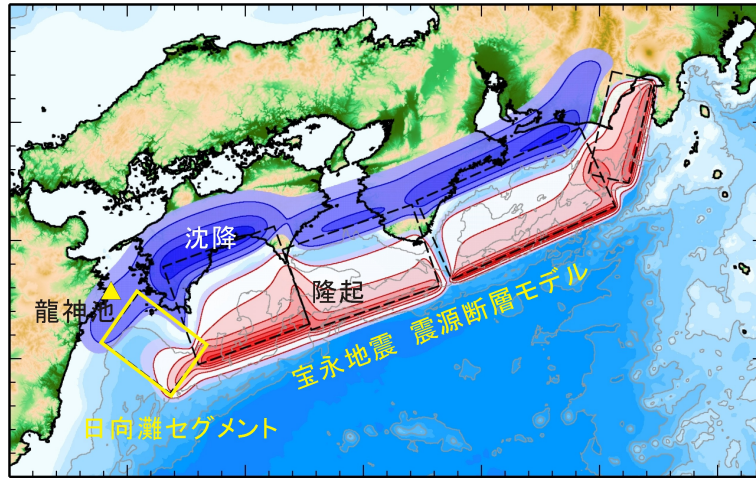 沈降
龍神池
隆起
宝永地震 震源断層モデル
日向灘セグメント